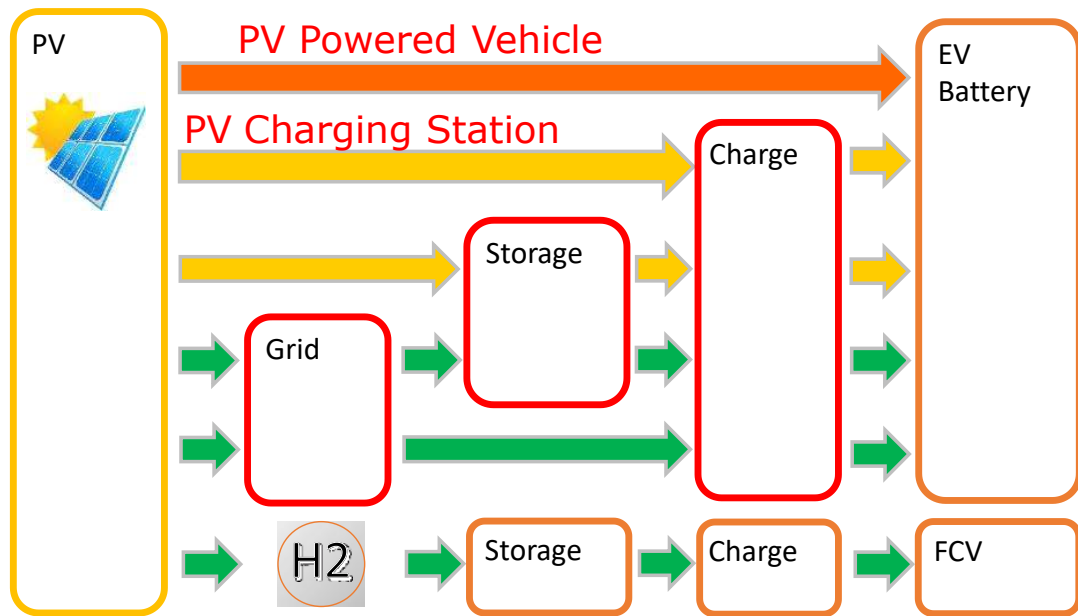 PV
PV Powered Vehicle
EV
Battery
PV Charging Station
Charge
Storage
Grid
H2
Storage
Charge
FCV